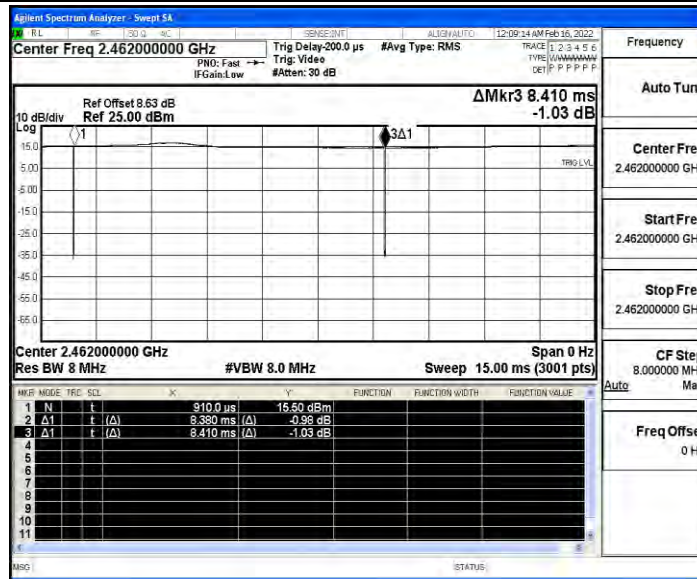 Agilent Spectrum Analyzer - Swept SA
RL RF 50 Ω AC SENSE:INT ALIGNAUTO 12:09:14 AM Feb 16, 2022
Center Freq 2.462000000 GHz Trig Delay-200.0 µs #Avg Type: RMS TRACE 1 2 3 4 5 6
PNO: Fast Trig: Video TYPE WWWWWW
IFGain:Low #Atten: 30 dB DET P P P P P P
Frequency
Auto Tun
ΔMkr3 8.410 ms
-1.03 dB
Ref Offset 8.63 dB
10 dB/div Ref 25.00 dBm
Log
1 3Δ1
15.0
TRIG LVL
5.00
-5.00
-15.0
-25.0
-35.0
-45.0
-55.0
-65.0
Center Fre
2.462000000 GH
Start Fre
2.462000000 GH
Stop Fre
2.462000000 GH
Center 2.462000000 GHz Span 0 Hz
Res BW 8 MHz #VBW 8.0 MHz Sweep 15.00 ms (3001 pts)
CF Ste
8.000000 MH
Auto Ma
Freq Offse
0 H
MKR MODE TRC SCL X Y FUNCTION FUNCTION WIDTH FUNCTION VALUE
1 N t 910.0 µs 15.50 dBm
2 Δ1 t (Δ) 8.380 ms (Δ) -0.98 dB
3 Δ1 t (Δ) 8.410 ms (Δ) -1.03 dB
4
5
6
7
8
9
10
11
MSG STATUS